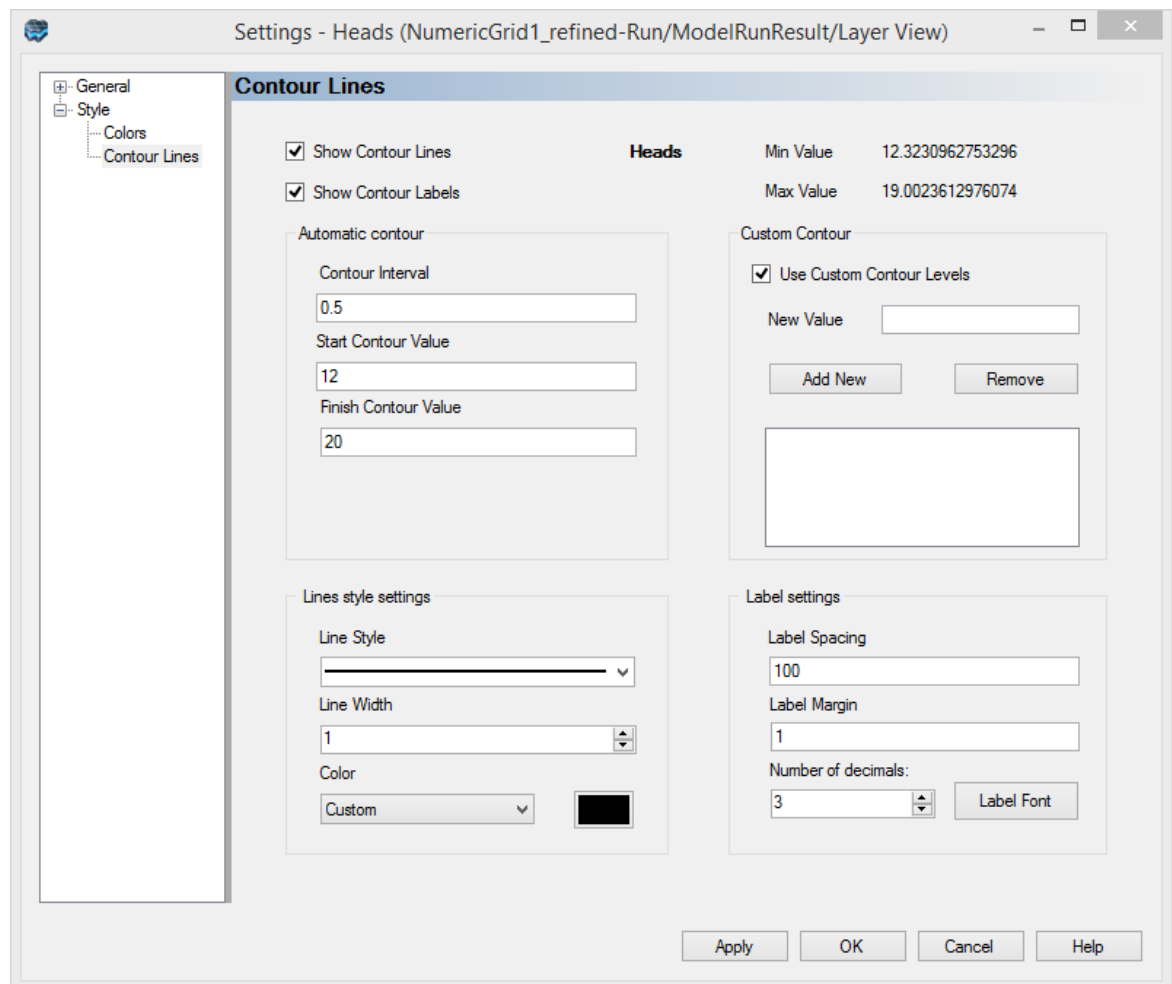 Settings - Heads (NumericGrid1_refined-Run/ModelRunResult/Layer View)
General
Style
Colors
Contour Lines
Contour Lines
Show Contour Lines
Heads
Min Value 12.3230962753296
Show Contour Labels
Max Value 19.0023612976074
Automatic contour
Contour Interval
0.5
Start Contour Value
12
Finish Contour Value
20
Custom Contour
Use Custom Contour Levels
New Value
Add New
Remove
Lines style settings
Line Style
Line Width
1
Color
Custom
Label settings
Label Spacing
100
Label Margin
1
Number of decimals:
3
Label Font
Apply
OK
Cancel
Help